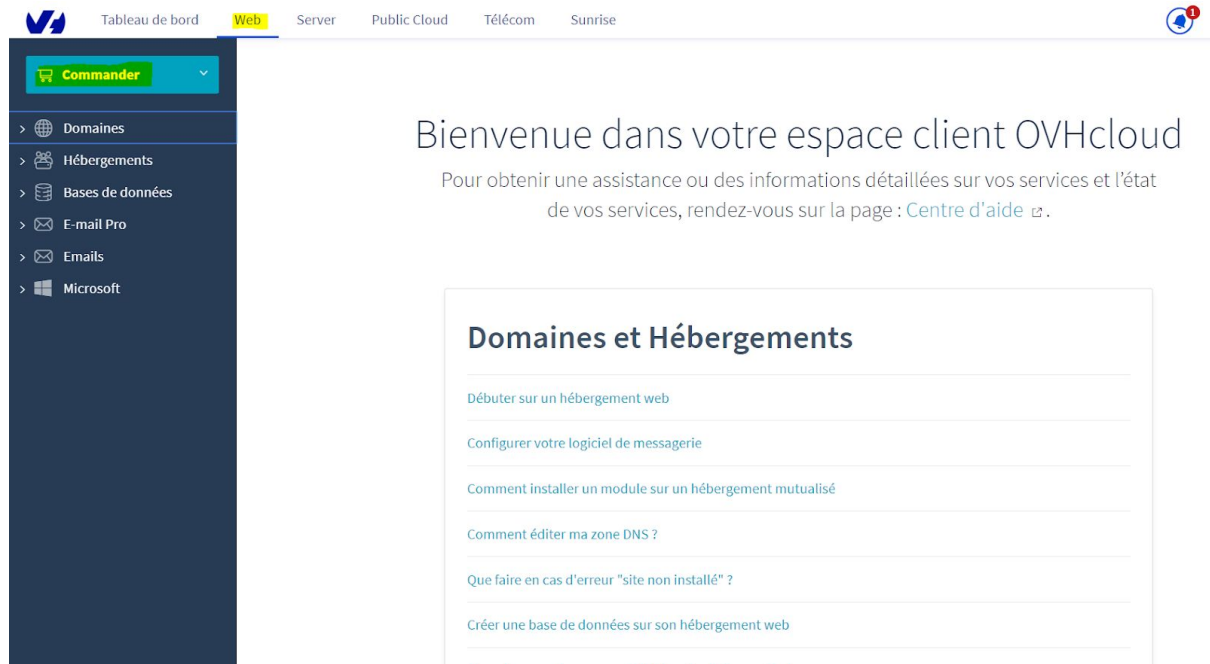 Tableau de bord Web Server Public Cloud Télécom Sunrise 1
Commander
Domaines
Hébergements
Bases de données
E-mail Pro
Emails
Microsoft
Bienvenue dans votre espace client OVHcloud
Pour obtenir une assistance ou des informations détaillées sur vos services et l'état
de vos services, rendez-vous sur la page : Centre d'aide .
Domaines et Hébergements
Débuter sur un hébergement web
Configurer votre logiciel de messagerie
Comment installer un module sur un hébergement mutualisé
Comment éditer ma zone DNS ?
Que faire en cas d'erreur "site non installé" ?
Créer une base de données sur son hébergement web